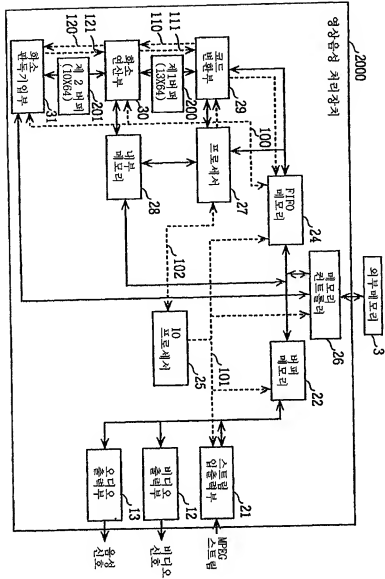 영상음성 처리장치
2000
외부메모리
3
메모리
컨트롤러
26
버퍼
메모리
22
스트림
입출력부
21
MPEG
스트림
비디오
출력부
12
비디오
신호
오디오
출력부
13
음성
신호
IO
프로세서
25
101
102
FIFO
메모리
24
100
프로세서
27
내부
메모리
28
코드
변환부
29
제1버퍼
(13X64)
200
화소
연산부
30
제 2 버퍼
(10X64)
201
화소
판독기입부
31
110
111
120
121